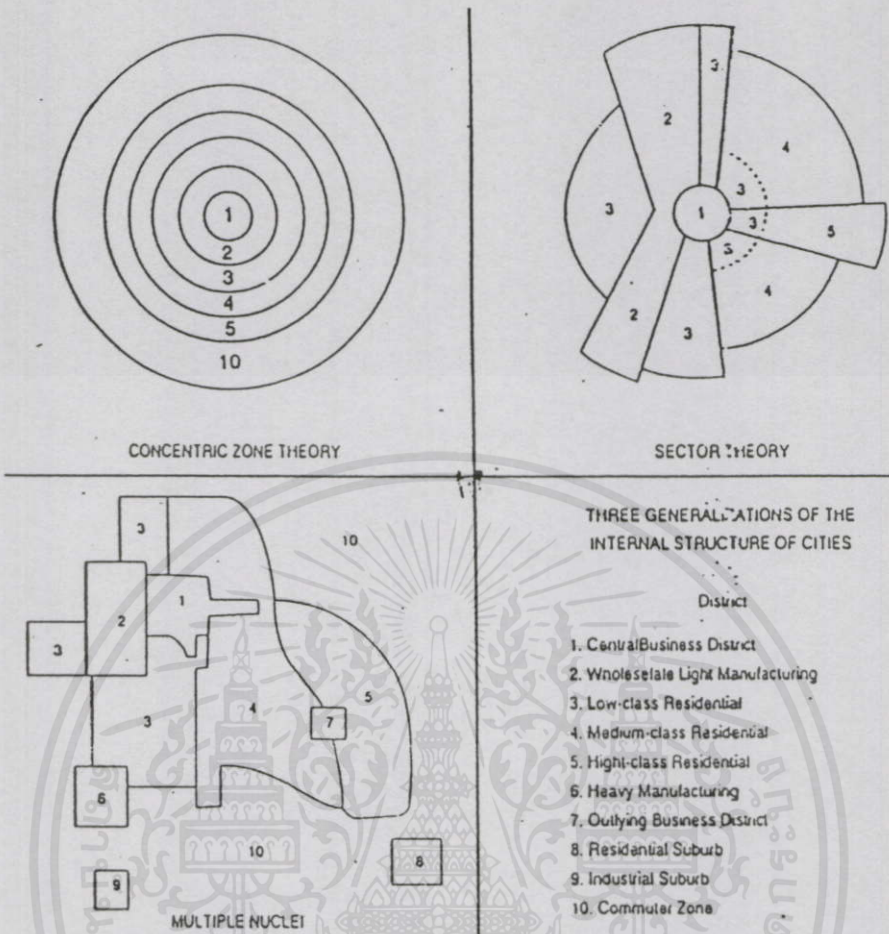 1
2
3
4
5
10
CONCENTRIC ZONE THEORY
3
2
4
3
3
1
3
5
3
2
3
4
SECTOR THEORY
3
10
1
2
3
5
3
4
7
6
10
8
9
MULTIPLE NUCLEI
THREE GENERALIZATIONS OF THE
INTERNAL STRUCTURE OF CITIES
District
1. CentralBusiness District
2. Wholeselale Light Manufacturing
3. Low-class Residential
4. Medium-class Residential
5. Hight-class Residential
6. Heavy Manufacturing
7. Outlying Business District
8. Residential Suburb
9. Industrial Suburb
10. Commuter Zone